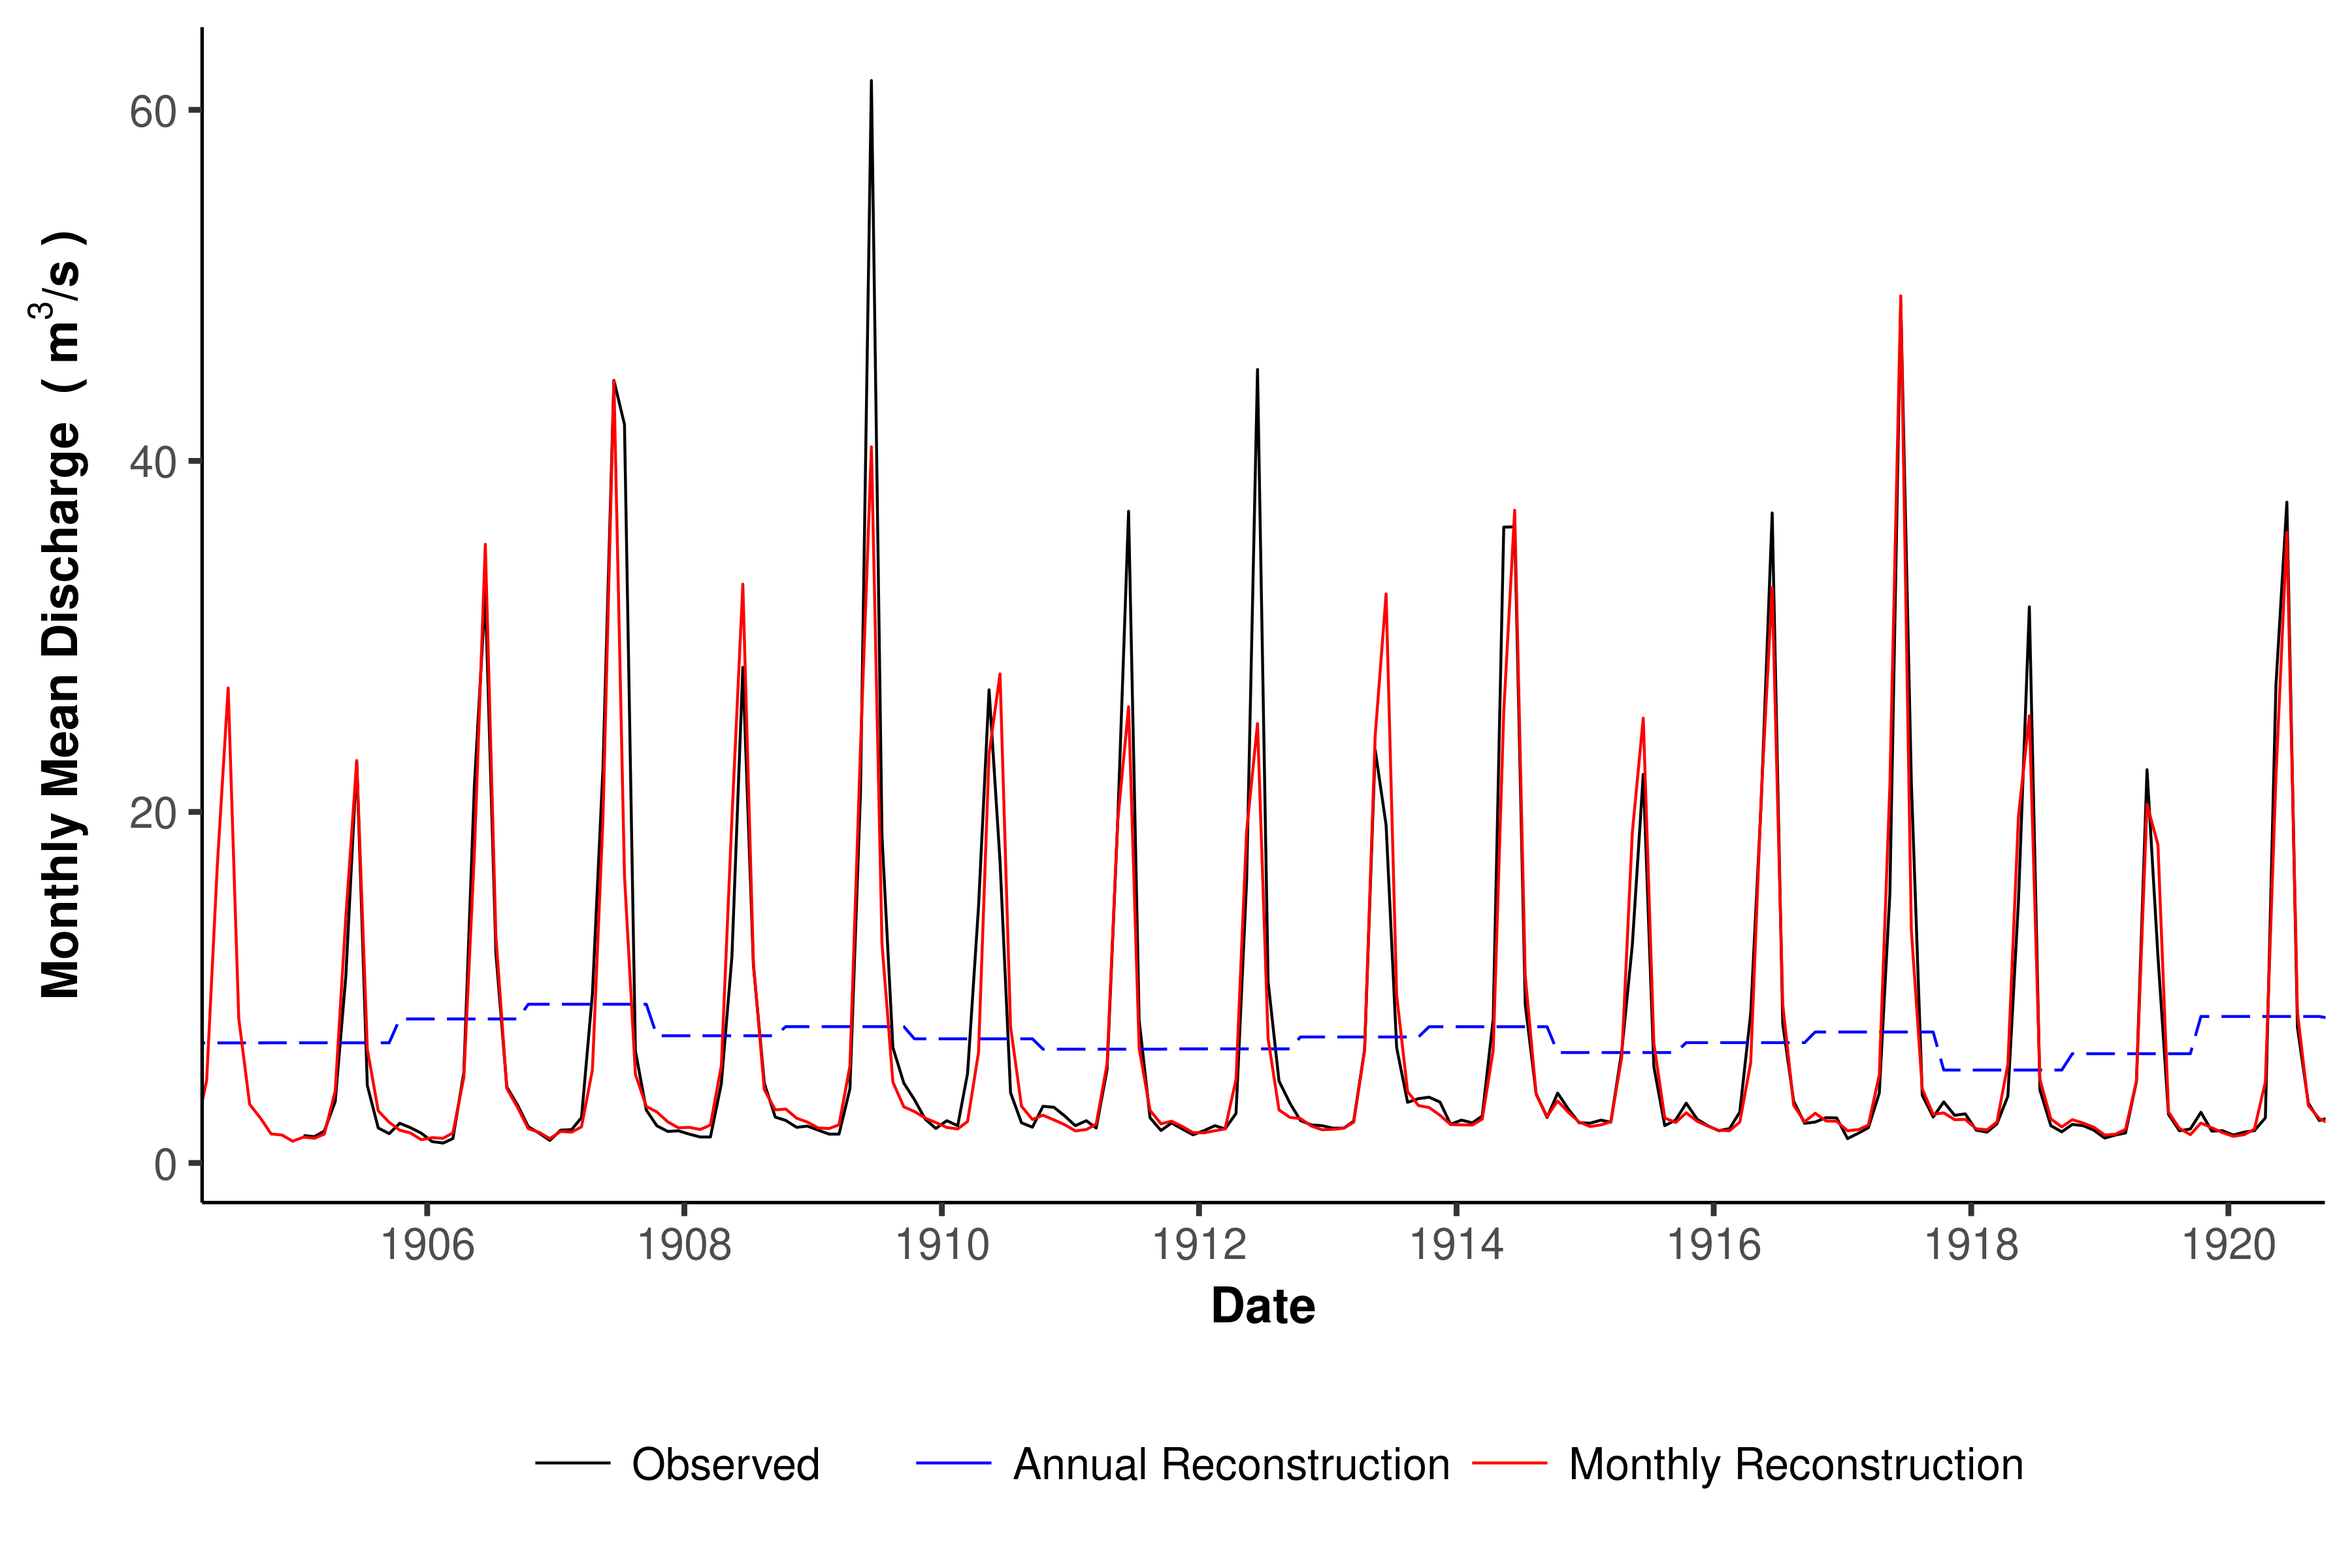 Monthly Mean Discharge ( m³/s )
60
40
20
0
1906 1908 1910 1912 1914 1916 1918 1920
Date
Observed Annual Reconstruction Monthly Reconstruction